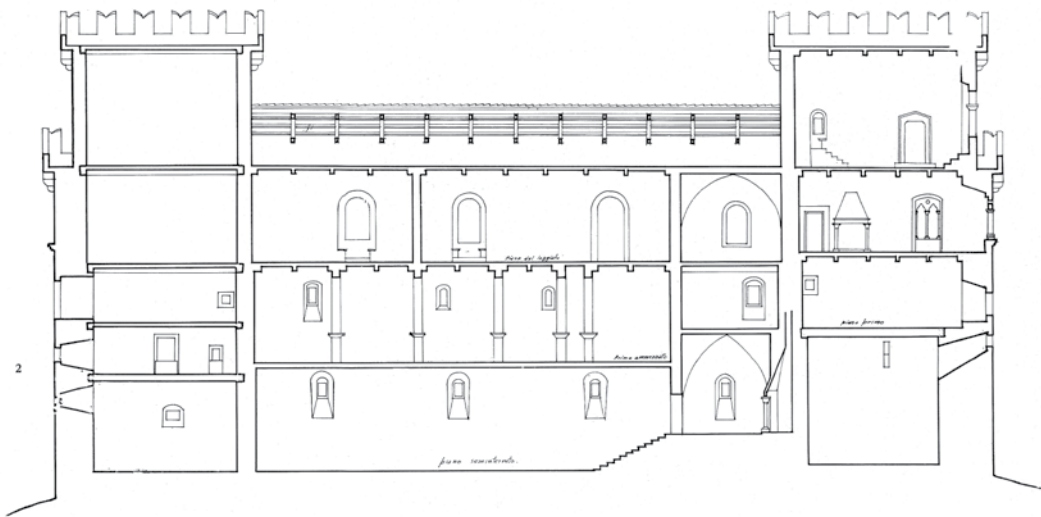 piano del loggiato
piano primo
Primo ammezzato
2
piano seminterrato.